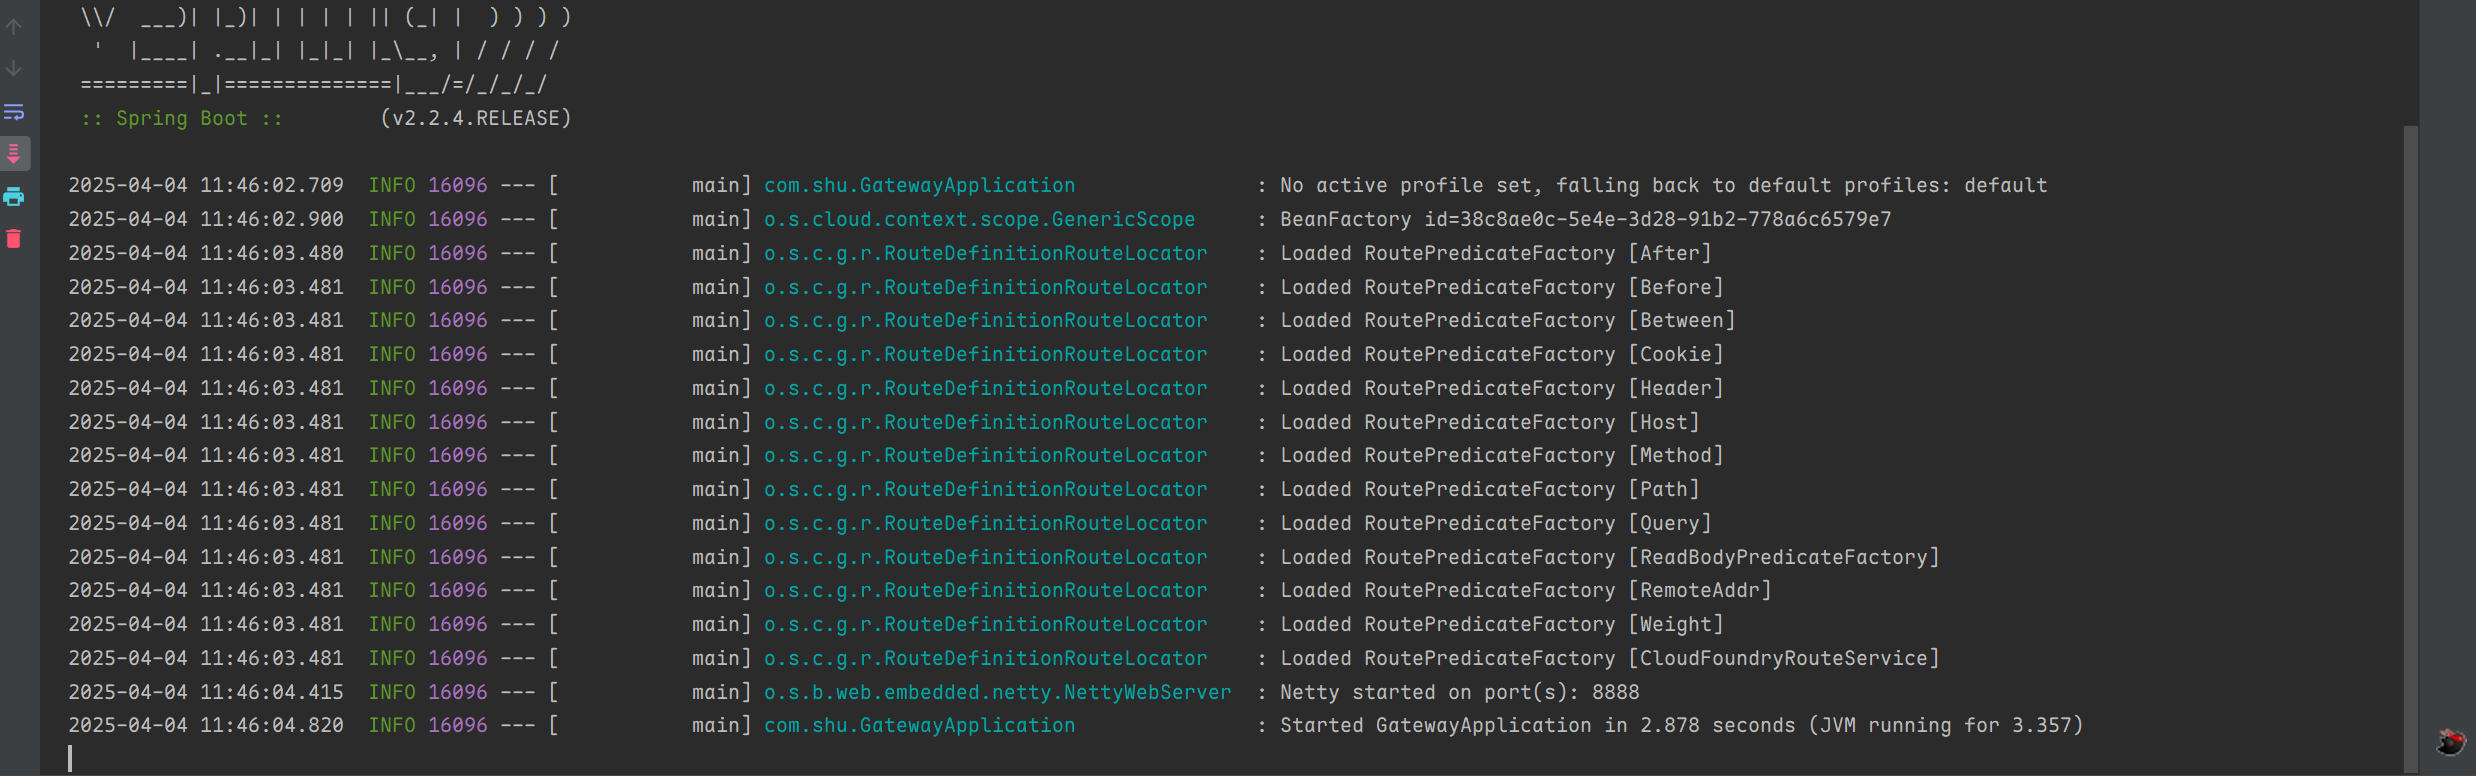 \\/  ___)| |_)| | | | | || (_| |  ) ) ) )
'  |____| .__|_| |_|_| |_\__, | / / / /
=========|_|==============|___/=/_/_/_/
:: Spring Boot ::        (v2.2.4.RELEASE)
2025-04-04 11:46:02.709  INFO 16096 --- [           main] com.shu.GatewayApplication               : No active profile set, falling back to default profiles: default
2025-04-04 11:46:02.900  INFO 16096 --- [           main] o.s.cloud.context.scope.GenericScope     : BeanFactory id=38c8ae0c-5e4e-3d28-91b2-778a6c6579e7
2025-04-04 11:46:03.480  INFO 16096 --- [           main] o.s.c.g.r.RouteDefinitionRouteLocator    : Loaded RoutePredicateFactory [After]
2025-04-04 11:46:03.481  INFO 16096 --- [           main] o.s.c.g.r.RouteDefinitionRouteLocator    : Loaded RoutePredicateFactory [Before]
2025-04-04 11:46:03.481  INFO 16096 --- [           main] o.s.c.g.r.RouteDefinitionRouteLocator    : Loaded RoutePredicateFactory [Between]
2025-04-04 11:46:03.481  INFO 16096 --- [           main] o.s.c.g.r.RouteDefinitionRouteLocator    : Loaded RoutePredicateFactory [Cookie]
2025-04-04 11:46:03.481  INFO 16096 --- [           main] o.s.c.g.r.RouteDefinitionRouteLocator    : Loaded RoutePredicateFactory [Header]
2025-04-04 11:46:03.481  INFO 16096 --- [           main] o.s.c.g.r.RouteDefinitionRouteLocator    : Loaded RoutePredicateFactory [Host]
2025-04-04 11:46:03.481  INFO 16096 --- [           main] o.s.c.g.r.RouteDefinitionRouteLocator    : Loaded RoutePredicateFactory [Method]
2025-04-04 11:46:03.481  INFO 16096 --- [           main] o.s.c.g.r.RouteDefinitionRouteLocator    : Loaded RoutePredicateFactory [Path]
2025-04-04 11:46:03.481  INFO 16096 --- [           main] o.s.c.g.r.RouteDefinitionRouteLocator    : Loaded RoutePredicateFactory [Query]
2025-04-04 11:46:03.481  INFO 16096 --- [           main] o.s.c.g.r.RouteDefinitionRouteLocator    : Loaded RoutePredicateFactory [ReadBodyPredicateFactory]
2025-04-04 11:46:03.481  INFO 16096 --- [           main] o.s.c.g.r.RouteDefinitionRouteLocator    : Loaded RoutePredicateFactory [RemoteAddr]
2025-04-04 11:46:03.481  INFO 16096 --- [           main] o.s.c.g.r.RouteDefinitionRouteLocator    : Loaded RoutePredicateFactory [Weight]
2025-04-04 11:46:03.481  INFO 16096 --- [           main] o.s.c.g.r.RouteDefinitionRouteLocator    : Loaded RoutePredicateFactory [CloudFoundryRouteService]
2025-04-04 11:46:04.415  INFO 16096 --- [           main] o.s.b.web.embedded.netty.NettyWebServer  : Netty started on port(s): 8888
2025-04-04 11:46:04.820  INFO 16096 --- [           main] com.shu.GatewayApplication               : Started GatewayApplication in 2.878 seconds (JVM running for 3.357)